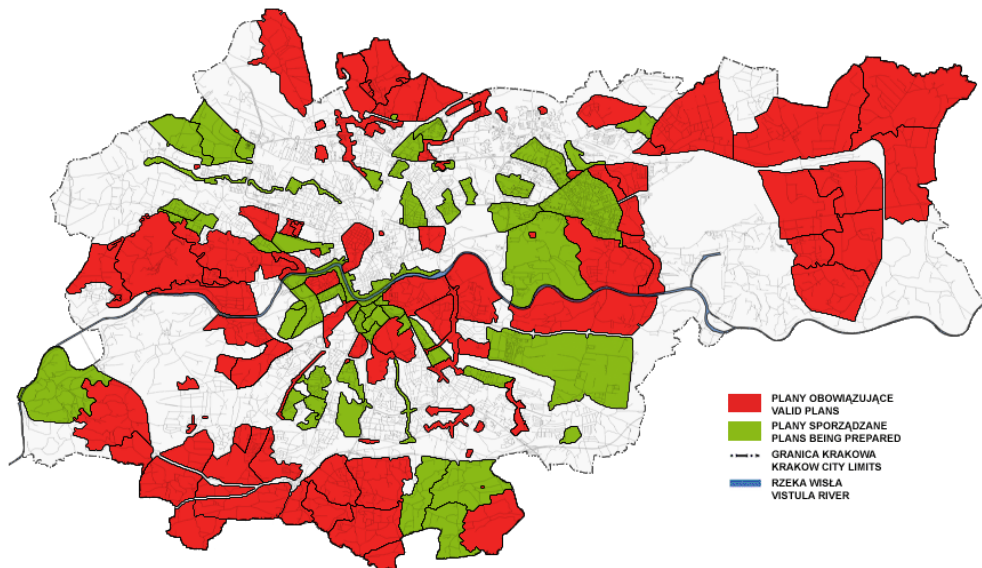 PLANY OBOWIĄZUJĄCE
VALID PLANS
PLANY SPORZĄDZANE
PLANS BEING PREPARED
GRANICA KRAKOWA
KRAKOW CITY LIMITS
RZEKA WISŁA
VISTULA RIVER